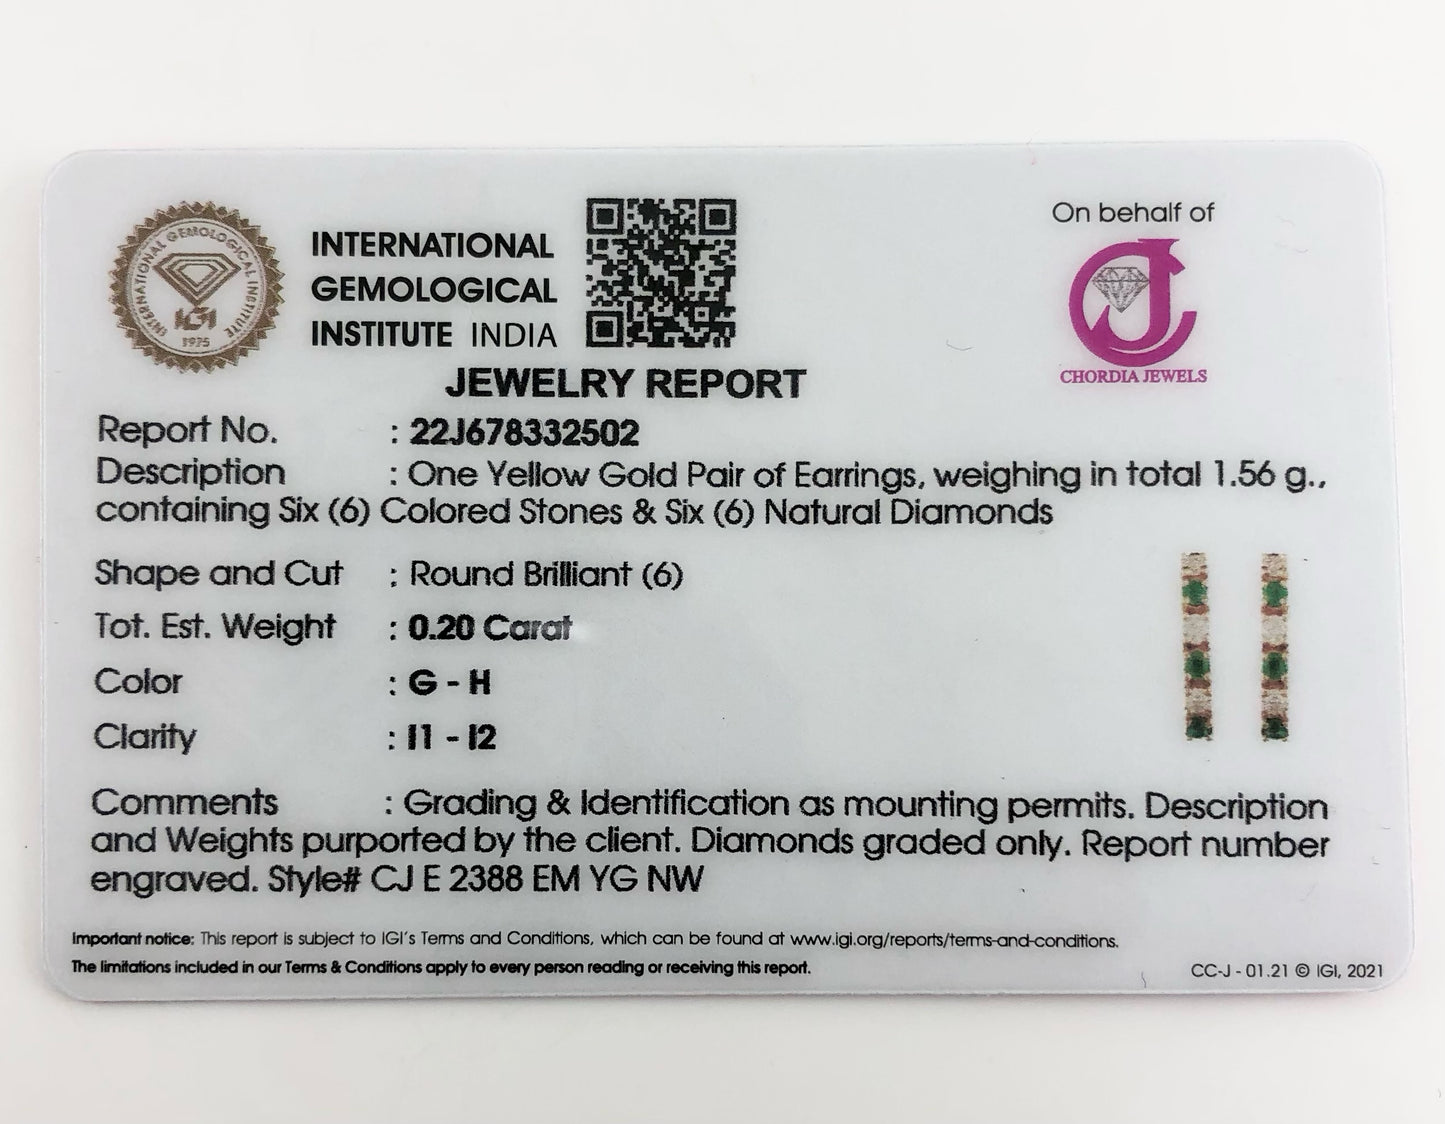 INTERNATIONAL GEMOLOGICAL INSTITUTE
IGI
1975
INTERNATIONAL
GEMOLOGICAL
INSTITUTE INDIA
On behalf of
CJ
CHORDIA JEWELS
JEWELRY REPORT
Report No. : 22J678332502
Description : One Yellow Gold Pair of Earrings, weighing in total 1.56 g.,
containing Six (6) Colored Stones & Six (6) Natural Diamonds
Shape and Cut : Round Brilliant (6)
Tot. Est. Weight : 0.20 Carat
Color : G - H
Clarity : I1 - I2
Comments : Grading & Identification as mounting permits. Description
and Weights purported by the client. Diamonds graded only. Report number
engraved. Style# CJ E 2388 EM YG NW
Important notice: This report is subject to IGI's Terms and Conditions, which can be found at www.igi.org/reports/terms-and-conditions.
The limitations included in our Terms & Conditions apply to every person reading or receiving this report.
CC-J - 01.21 © IGI, 2021